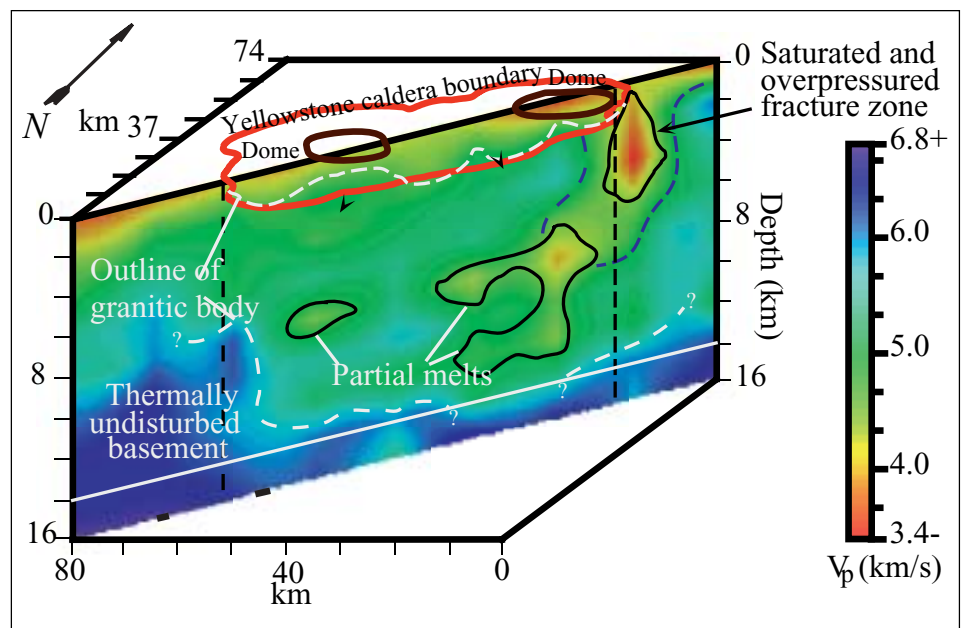 N
km
74
37
0
Yellowstone caldera boundary
Dome
Dome
0
Saturated and
overpressured
fracture zone
8
Depth (km)
16
Outline of
granitic body
?
Partial melts
?
?
?
Thermally
undisturbed
basement
8
16
80
40
0
km
6.8+
6.0
5.0
4.0
3.4-
Vp (km/s)